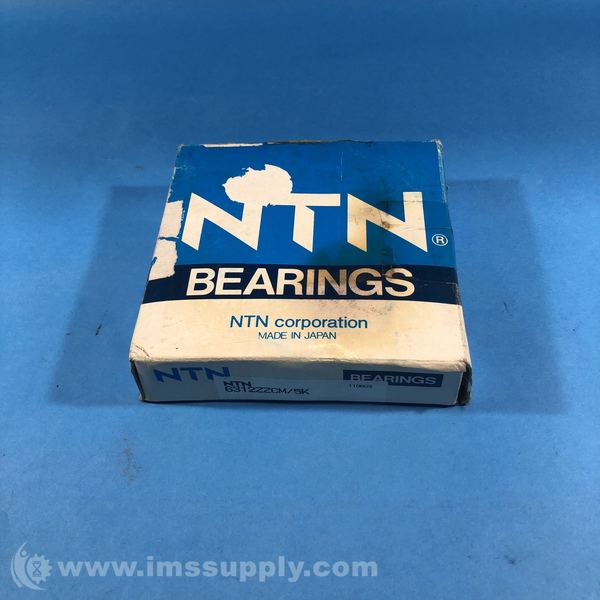 NTN®
BEARINGS
NTN corporation
MADE IN JAPAN
NTN
BEARINGS
NTN
6312ZZCM/5K
www.imssupply.com